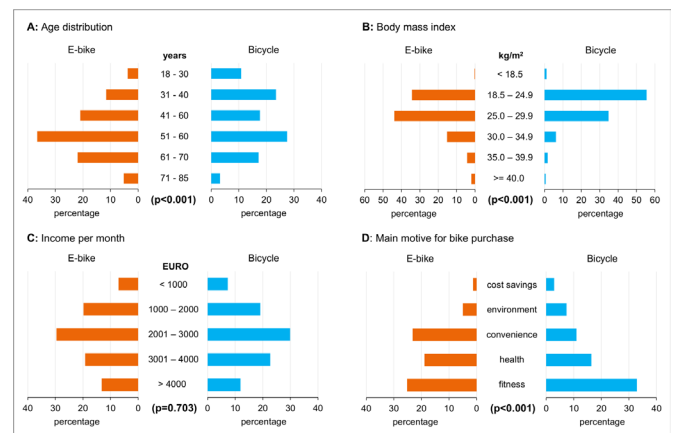 A: Age distribution
E-bike years Bicycle
18 - 30
31 - 40
41 - 60
51 - 60
61 - 70
71 - 85
40 30 20 10 0 (p<0.001) 0 10 20 30 40
percentage percentage
B: Body mass index
E-bike kg/m² Bicycle
< 18.5
18.5 – 24.9
25.0 – 29.9
30.0 – 34.9
35.0 – 39.9
>= 40.0
60 50 40 30 20 10 0 (p<0.001) 0 10 20 30 40 50 60
percentage percentage
C: Income per month
E-bike EURO Bicycle
< 1000
1000 – 2000
2001 – 3000
3001 – 4000
> 4000
40 30 20 10 0 (p=0.703) 0 10 20 30 40
percentage percentage
D: Main motive for bike purchase
E-bike Bicycle
cost savings
environment
convenience
health
fitness
40 30 20 10 0 (p<0.001) 0 10 20 30 40
percentage percentage